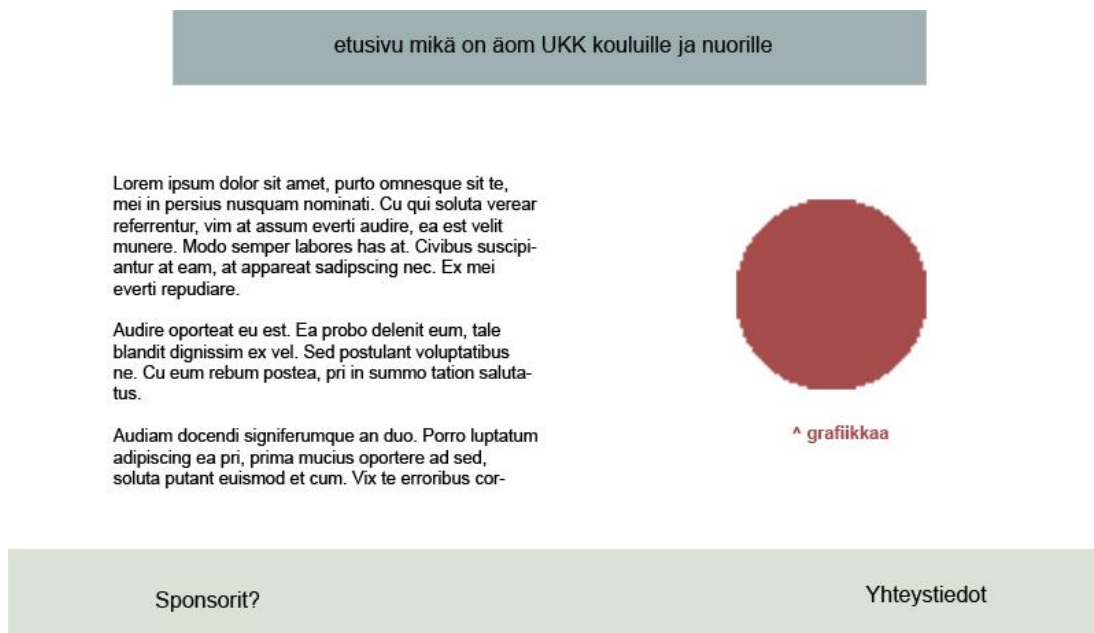 etusivu mikä on äom UKK kouluille ja nuorille
Lorem ipsum dolor sit amet, purto omnesque sit te,
mei in persius nusquam nominati. Cu qui soluta verear
referrentur, vim at assum everti audire, ea est velit
munere. Modo semper labores has at. Civibus suscipi-
antur at eam, at appareat sadipscing nec. Ex mei
everti repudiare.
Audire oporteat eu est. Ea probo delenit eum, tale
blandit dignissim ex vel. Sed postulant voluptatibus
ne. Cu eum rebum postea, pri in summo tation saluta-
tus.
Audiam docendi signiferumque an duo. Porro luptatum
adipiscing ea pri, prima mucius oportere ad sed,
soluta putant euismod et cum. Vix te erroribus cor-
^ grafiikkaa
Sponsorit?
Yhteystiedot